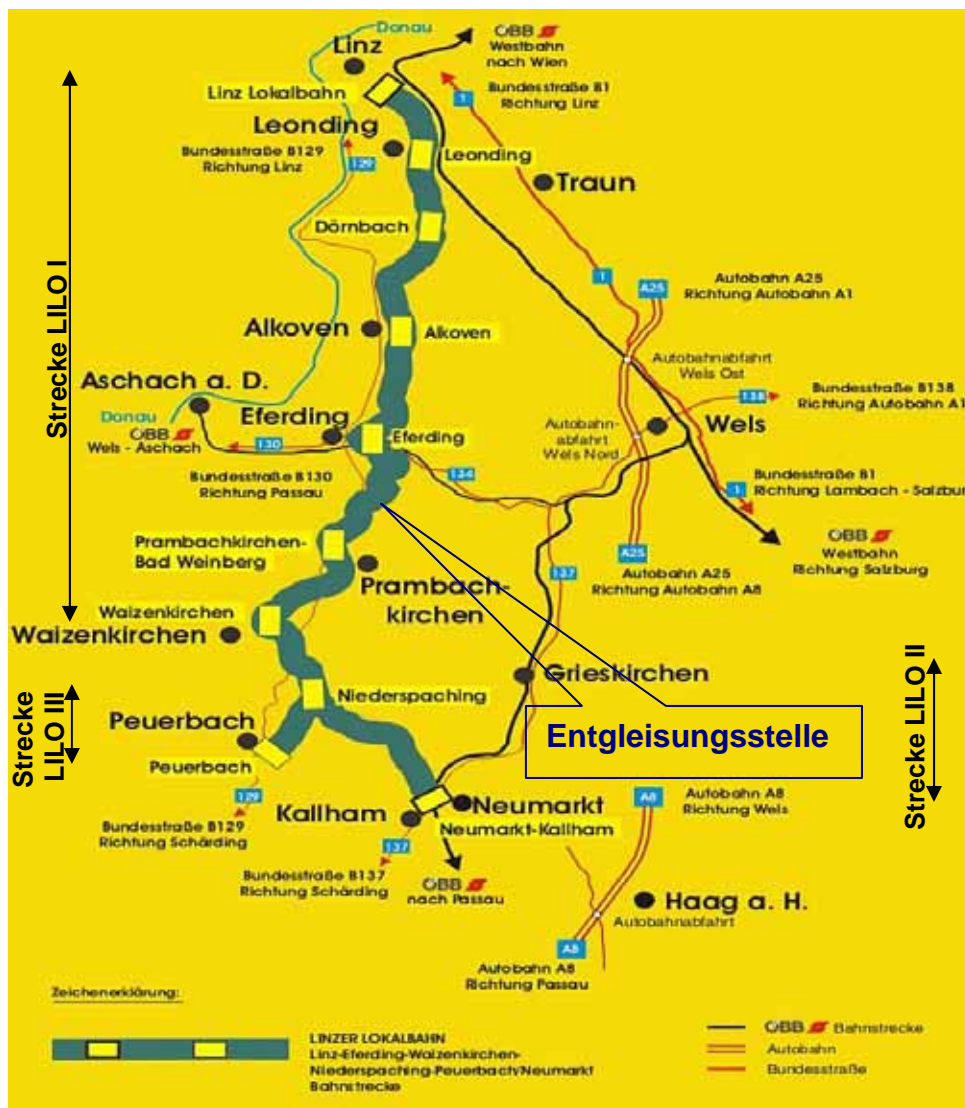 Donau
ÖBB
Westbahn
nach Wien
Linz
Linz Lokalbahn
1
Bundesstraße B1
Richtung Linz
Leonding
Bundesstraße B129
Richtung Linz
129
Leonding
Traun
Dörnbach
Strecke LILO I
1
A25
Autobahn A25
Richtung Autobahn A1
Alkoven
Alkoven
Autobahnabfahrt
Wels Ost
Aschach a. D.
Donau
ÖBB
Wels - Aschach
130
Eferding
Eferding
Bundesstraße B130
Richtung Passau
134
138
Bundesstraße B138
Richtung Autobahn A1
Autobahn-
abfahrt
Wels Nord
Wels
Bundesstraße B1
Richtung Lambach - Salzburg
1
ÖBB
Westbahn
Richtung Salzburg
A25
Autobahn A25
Richtung Autobahn A8
137
Prambachkirchen-
Bad Weinberg
Prambach-
kirchen
Waizenkirchen
Waizenkirchen
Grieskirchen
Strecke LILO II
Strecke
LILO III
Niederspaching
Peuerbach
Peuerbach
Entgleisungsstelle
129
Bundesstraße B129
Richtung Schärding
Kallham
Neumarkt
Neumarkt-Kallham
137
Bundesstraße B137
Richtung Schärding
ÖBB
nach Passau
A8
Autobahn A8
Richtung Wels
Haag a. H.
Autobahnabfahrt
A8
Autobahn A8
Richtung Passau
Zeichenerklärung:
LINZER LOKALBAHN
Linz-Eferding-Waizenkirchen-
Niederspaching-Peuerbach/Neumarkt
Bahnstrecke
ÖBB Bahnstrecke
Autobahn
Bundesstraße